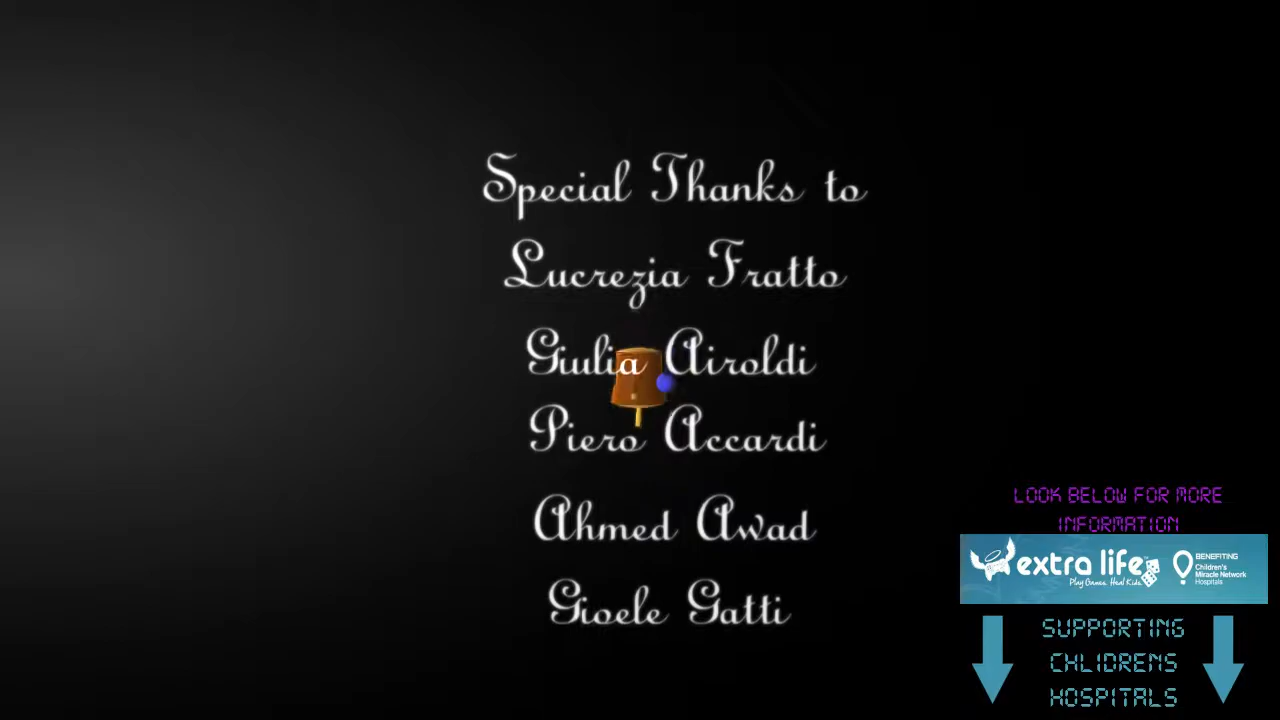 Special Thanks to
Lucrezia Fratto
Giulia Airoldi
Piero Accardi
Ahmed Awad
Gioele Gatti
LOOK BELOW FOR MORE
INFORMATION
extra life
Play Games. Heal Kids.
BENEFITING
Children's
Miracle Network
Hospitals
SUPPORTING
CHLIDRENS
HOSPITALS